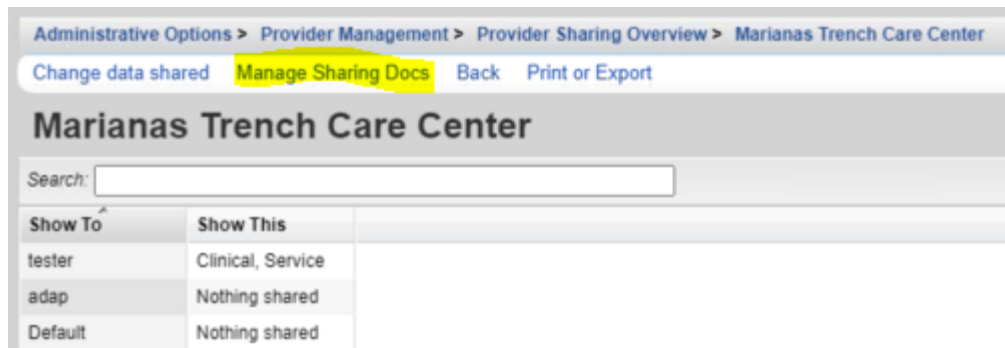 Administrative Options > Provider Management > Provider Sharing Overview > Marianas Trench Care Center
Change data shared Manage Sharing Docs Back Print or Export
Marianas Trench Care Center
Search:
Show To Show This
tester Clinical, Service
adap Nothing shared
Default Nothing shared